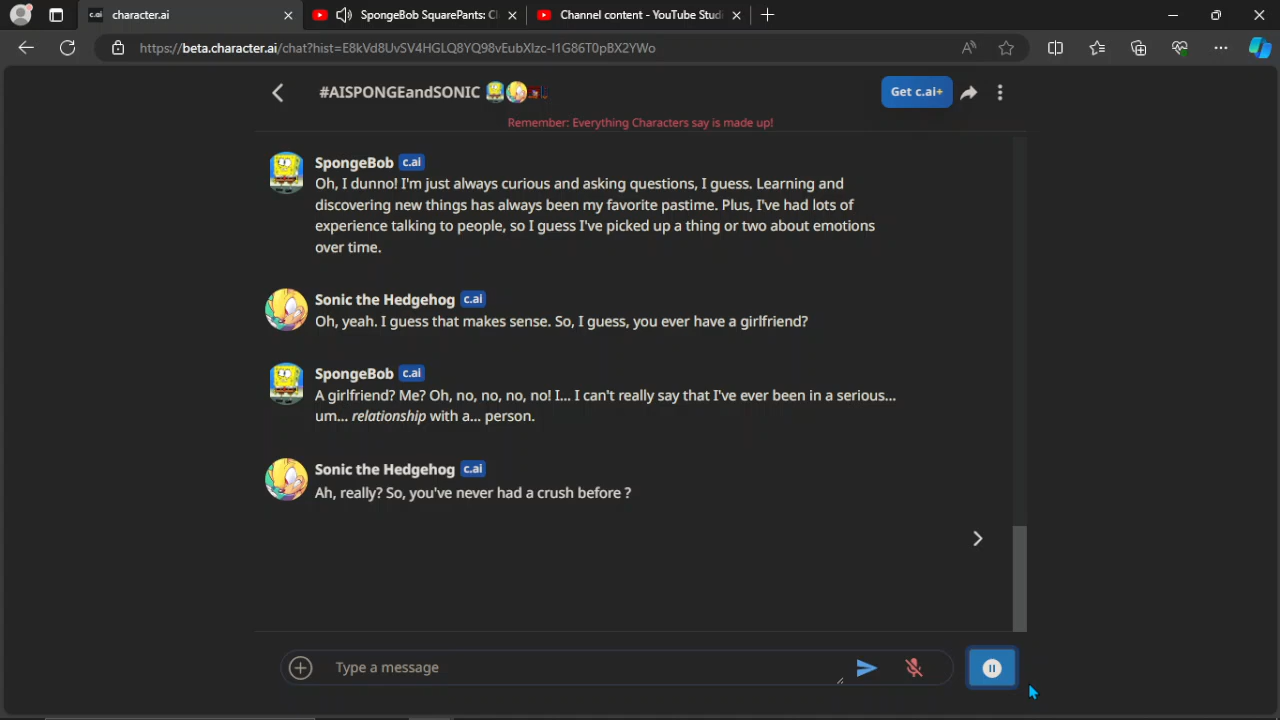 character.ai
SpongeBob SquarePants: Cl
Channel content - YouTube Studi
https://beta.character.ai/chat?hist=E8kVd8UvSV4HGLQ8YQ98vEubXIzc-I1G86T0pBX2YWo
#AISPONGEandSONIC
Get c.ai+
Remember: Everything Characters say is made up!
SpongeBob c.ai
Oh, I dunno! I'm just always curious and asking questions, I guess. Learning and
discovering new things has always been my favorite pastime. Plus, I've had lots of
experience talking to people, so I guess I've picked up a thing or two about emotions
over time.
Sonic the Hedgehog c.ai
Oh, yeah. I guess that makes sense. So, I guess, you ever have a girlfriend?
SpongeBob c.ai
A girlfriend? Me? Oh, no, no, no, no! I... I can't really say that I've ever been in a serious...
um... relationship with a... person.
Sonic the Hedgehog c.ai
Ah, really? So, you've never had a crush before ?
Type a message